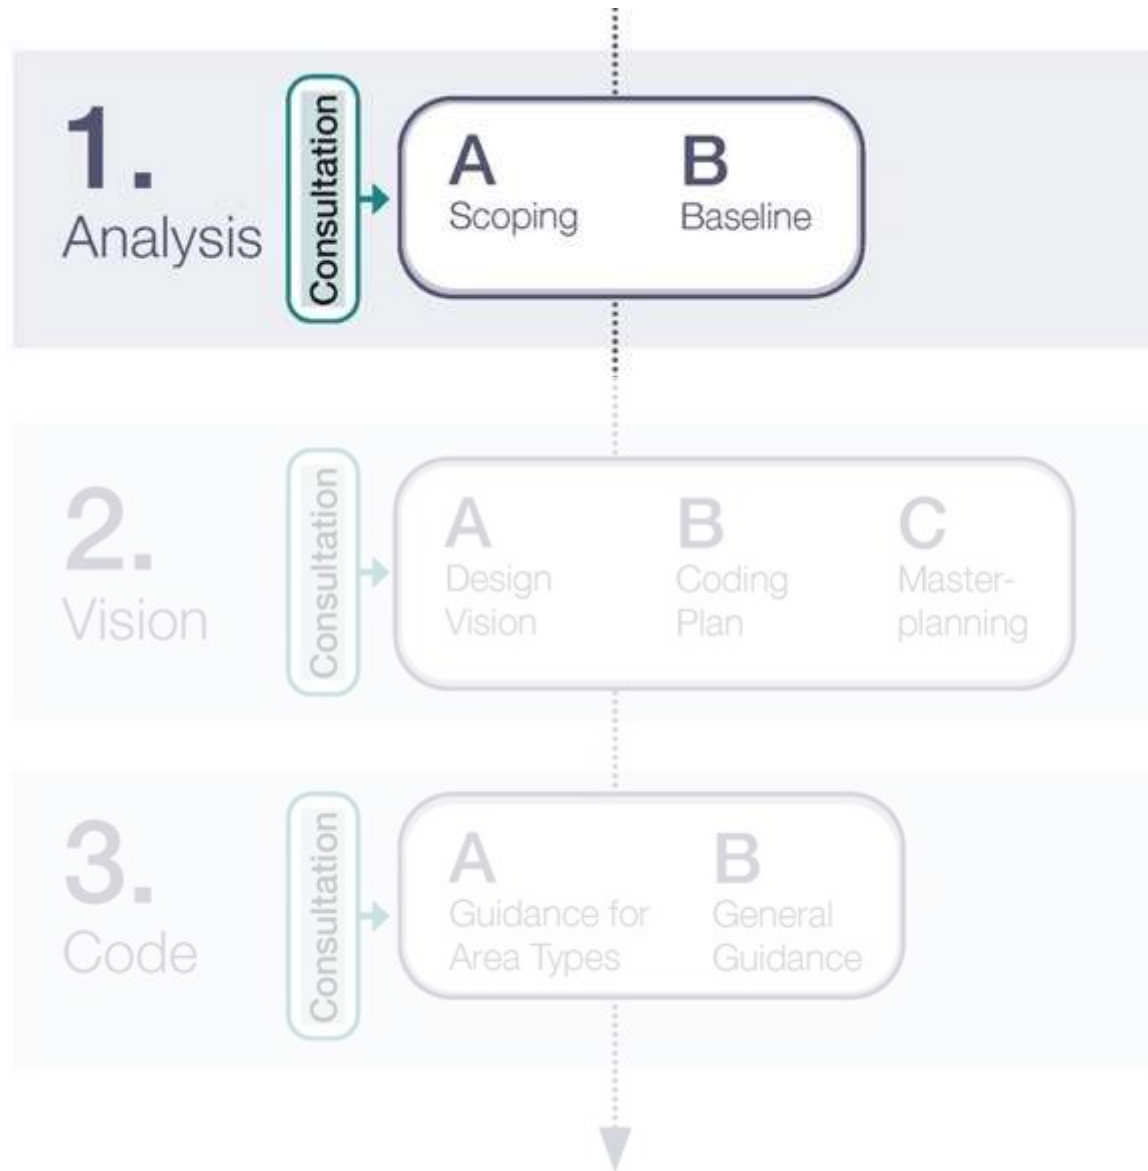 1.
Analysis
Consultation
A
Scoping
B
Baseline
2.
Vision
Consultation
A
Design
Vision
B
Coding
Plan
C
Master-
planning
3.
Code
Consultation
A
Guidance for
Area Types
B
General
Guidance